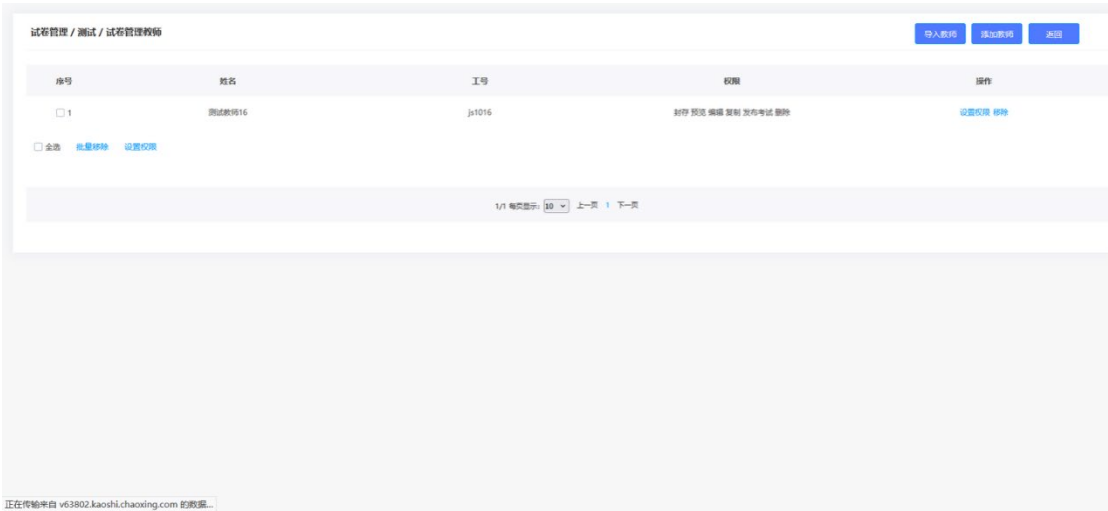 试卷管理 / 测试 / 试卷管理教师 导入教师 添加教师 返回
序号 姓名 工号 权限 操作
1 测试教师16 js1016 封存 预览 编辑 复制 发布考试 删除 设置权限 移除
全选 批量移除 设置权限
1/1 每页显示: 10 上一页 1 下一页
正在传输来自 v63802.kaoshi.chaoxing.com 的数据...